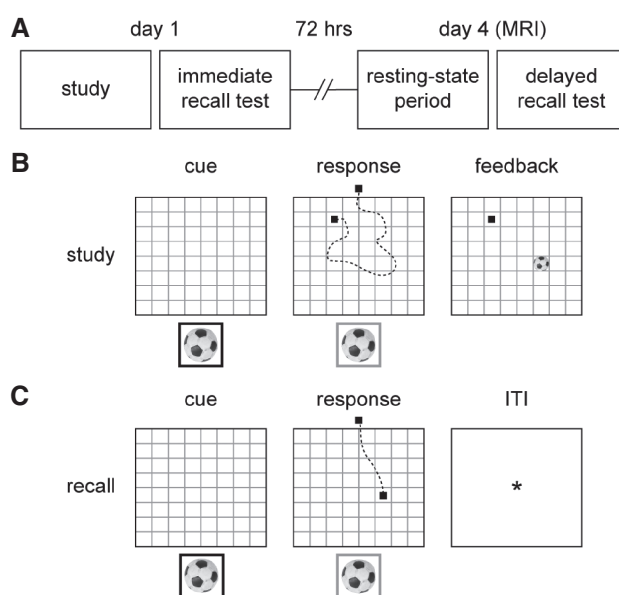 A
day 1
72 hrs
day 4 (MRI)
study
immediate
recall test
resting-state
period
delayed
recall test
B
cue
response
feedback
study
C
cue
response
ITI
recall
*